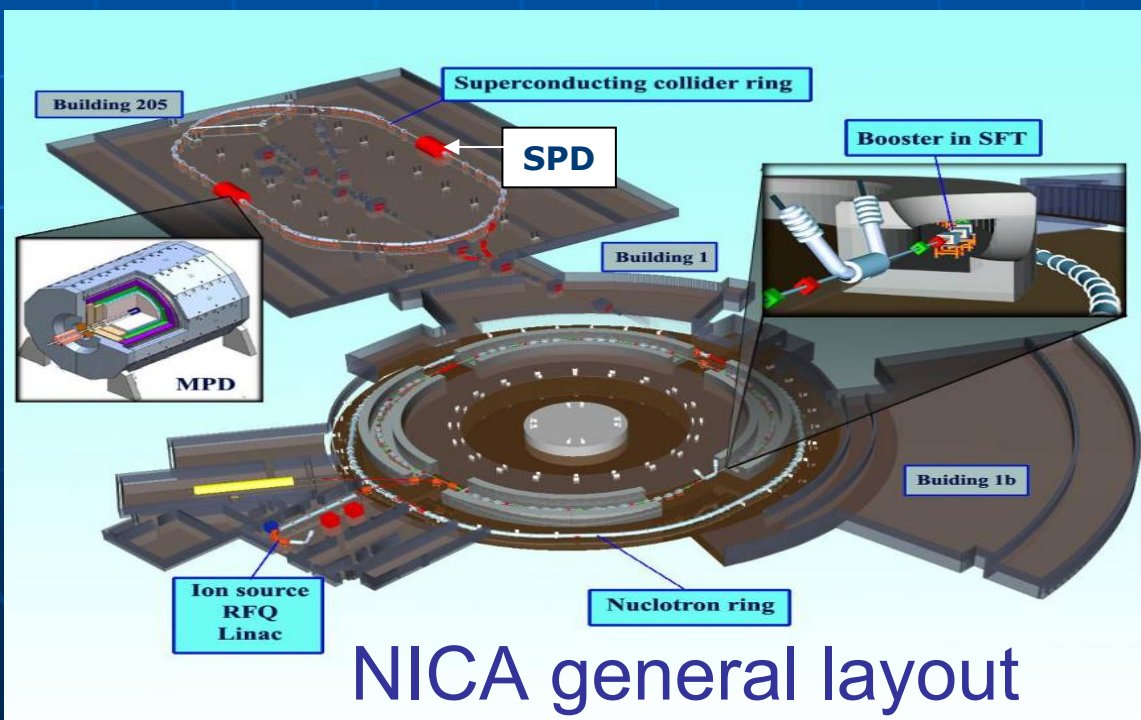 Superconducting collider ring
Building 205
SPD
Booster in SFT
Building 1
MPD
Buiding 1b
Ion source
RFQ
Linac
Nuclotron ring
NICA general layout